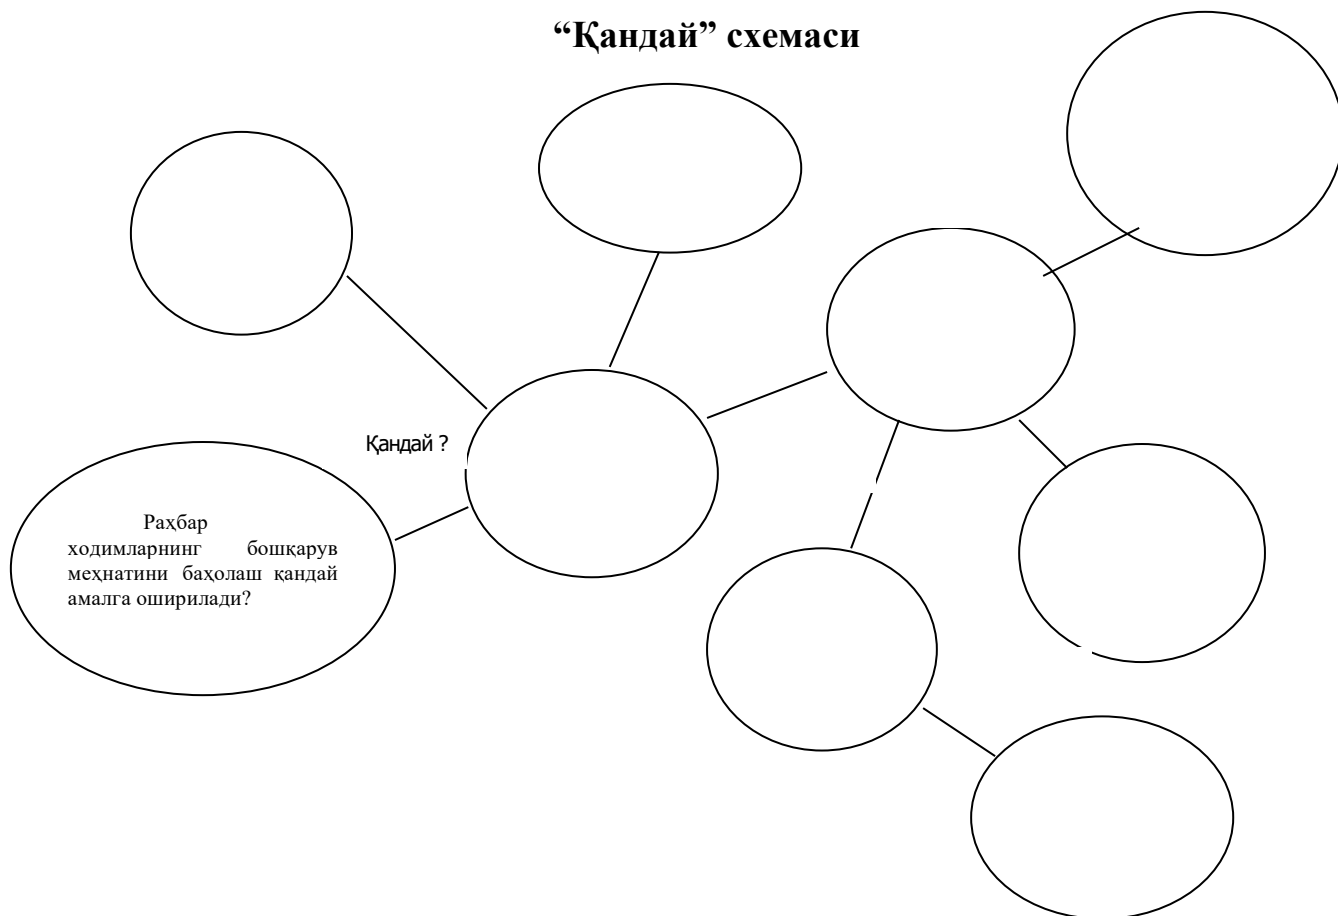 “Қандай” схемаси
Қандай ?
Раҳбар
ходимларнинг бошқарув
меҳнатини баҳолаш қандай
амалга оширилади?